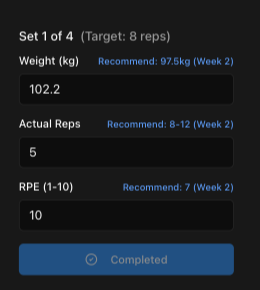 Set 1 of 4 (Target: 8 reps)
Weight (kg) Recommend: 97.5kg (Week 2)
102.2
Actual Reps Recommend: 8-12 (Week 2)
5
RPE (1-10) Recommend: 7 (Week 2)
10
Completed